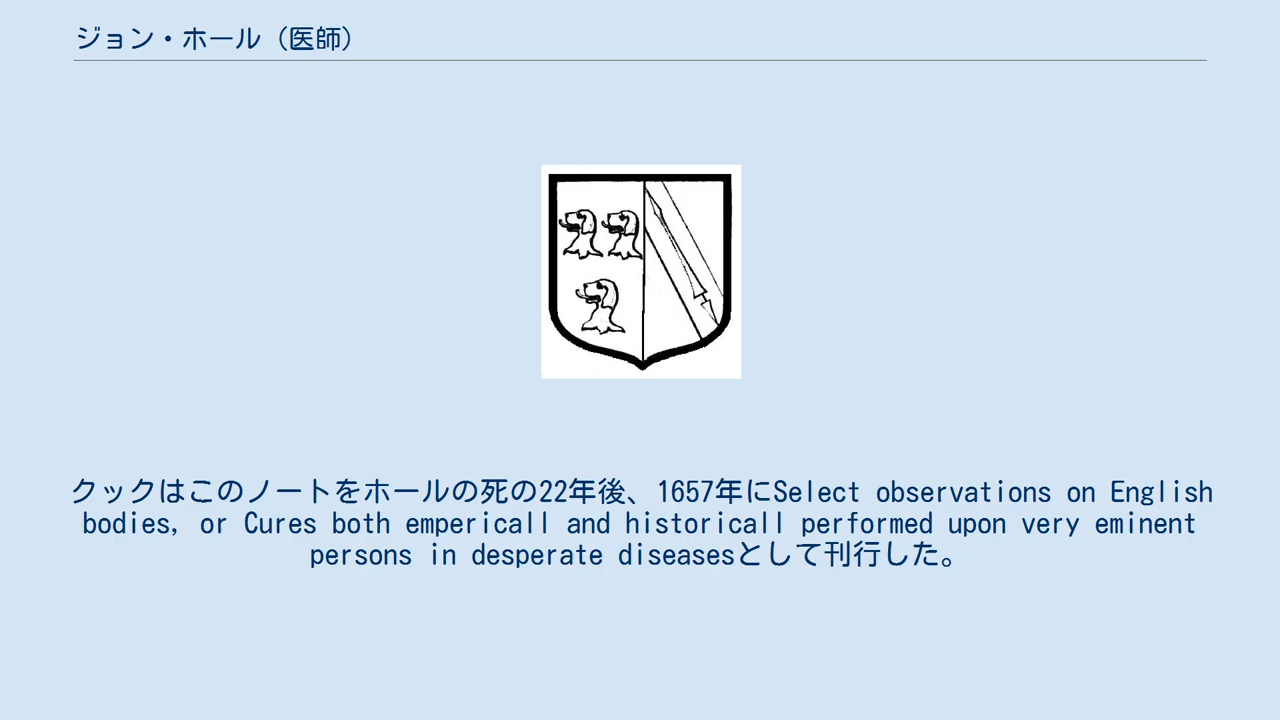 ジョン・ホール（医師）
クックはこのノートをホールの死の22年後、1657年にSelect observations on English
bodies, or Cures both empericall and historicall performed upon very eminent
persons in desperate diseasesとして刊行した。